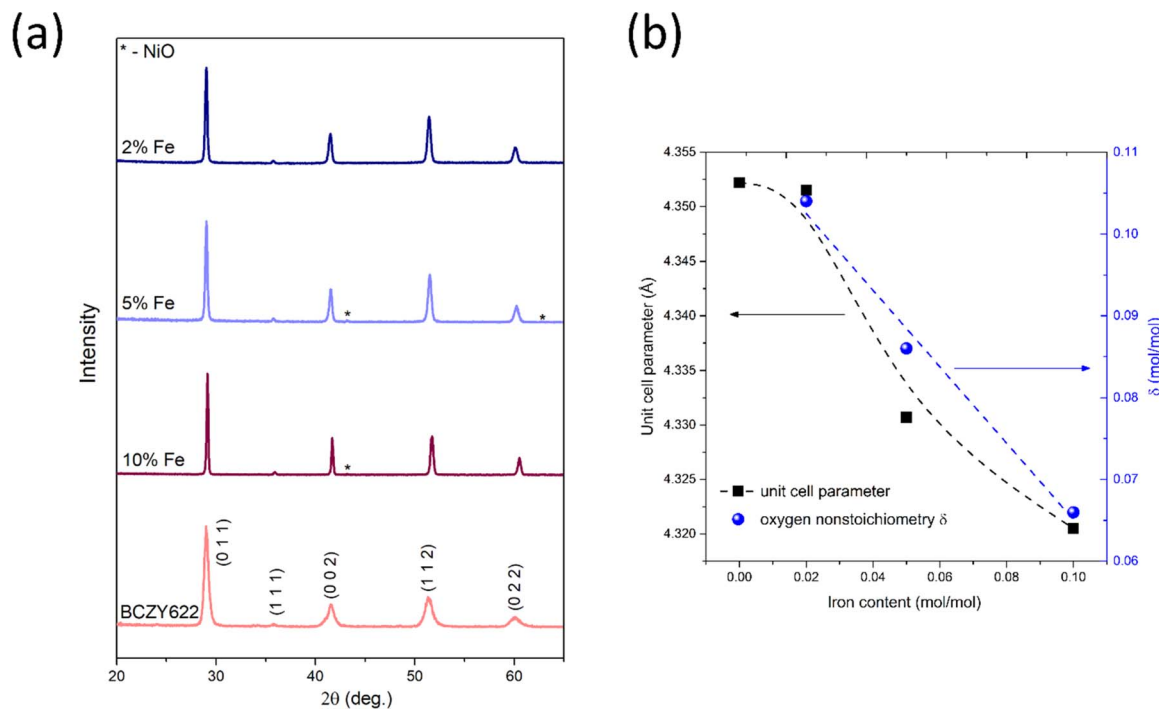 (a)
* - NiO
2% Fe
5% Fe
*
*
10% Fe
*
BCZY622
(0 1 1)
(1 1 1)
(0 0 2)
(1 1 2)
(0 2 2)
Intensity
20 30 40 50 60
2θ (deg.)
(b)
4.355
4.350
4.345
4.340
4.335
4.330
4.325
4.320
Unit cell parameter (Å)
unit cell parameter
oxygen nonstoichiometry δ
0.11
0.10
0.09
0.08
0.07
0.06
δ (mol/mol)
0.00 0.02 0.04 0.06 0.08 0.10
Iron content (mol/mol)